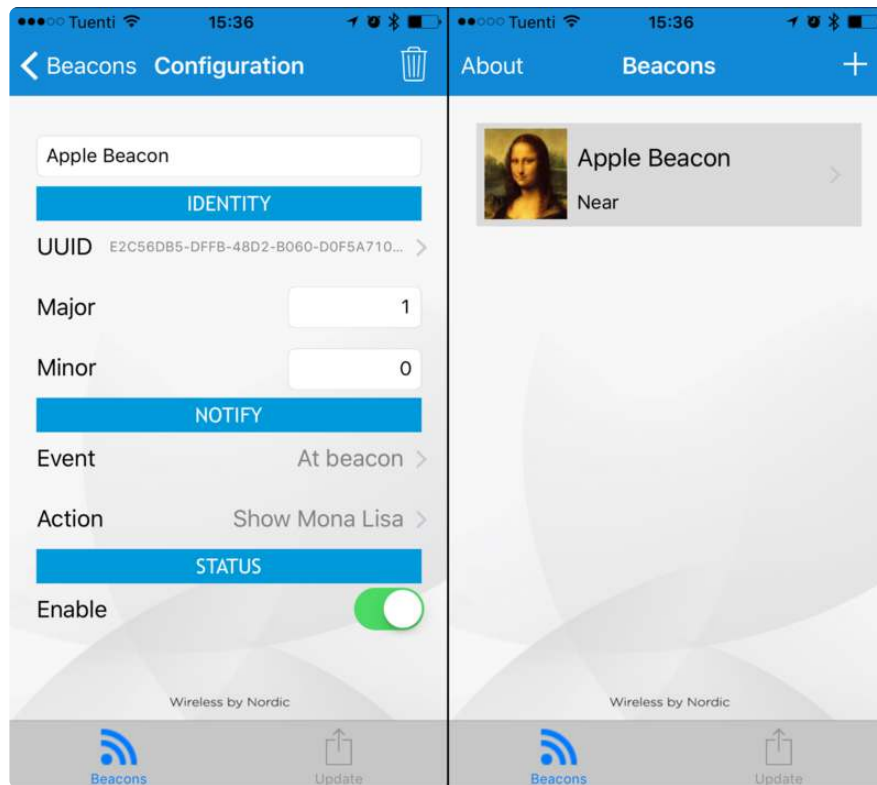 Tuenti 15:36
Beacons Configuration
Apple Beacon
IDENTITY
UUID E2C56DB5-DFFB-48D2-B060-D0F5A710...
Major 1
Minor 0
NOTIFY
Event At beacon
Action Show Mona Lisa
STATUS
Enable
Wireless by Nordic
Beacons Update
Tuenti 15:36
About Beacons +
Apple Beacon
Near
Wireless by Nordic
Beacons Update